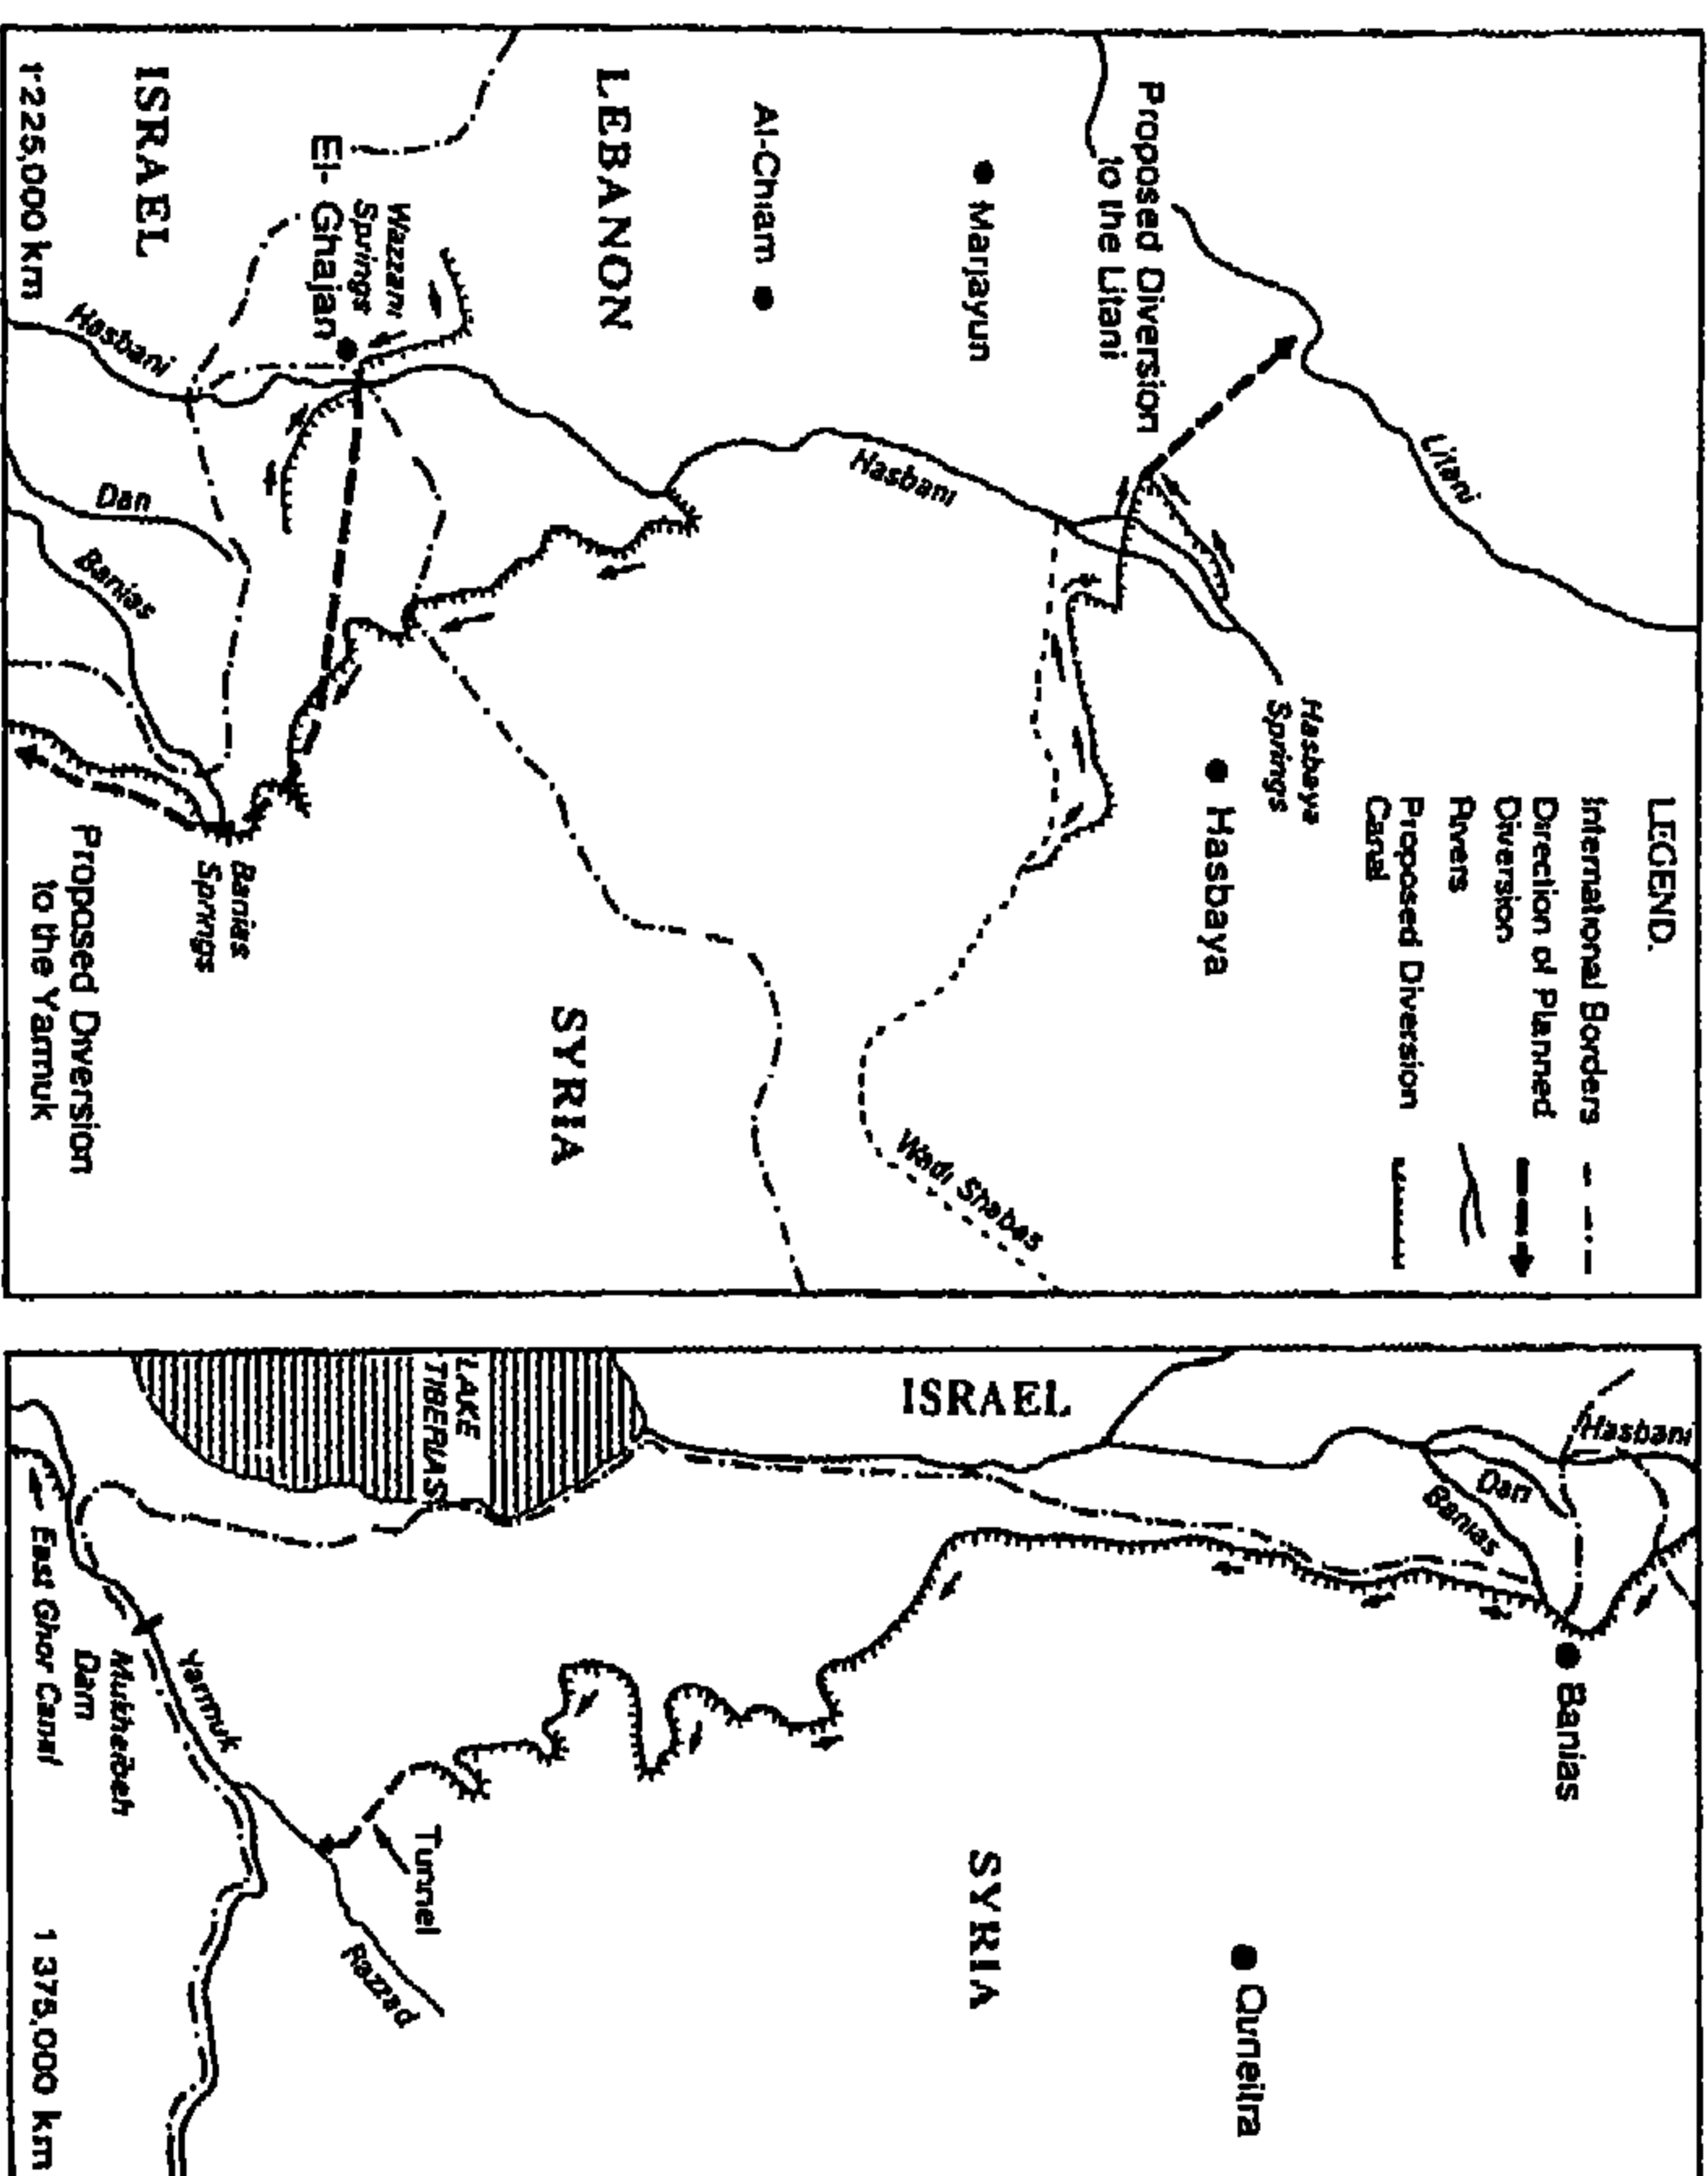 LEGEND.
International Borders
Direction of Planned
Diversion
Rivers
Proposed Diversion
Canal
Litani
Hasbaya
Springs
Proposed Diversion
to the Litani
Hasbaya
Marjayun
Hasbani
Wadi Shabas
Al-Chiam
LEBANON
SYRIA
Wazzani
Springs
El-Ghajan
ISRAEL
Hasbani
Dan
Banias
Banias
Springs
Proposed Diversion
to the Yarmuk
1·225,000 km
Hasbani
Dan
Banias
Banias
Quneitra
ISRAEL
SYRIA
LAKE
TIBERIAS
Tunnel
Razzad
Yarmuk
Mukheibeh
Dam
East Ghor Canal
1 375,000 km